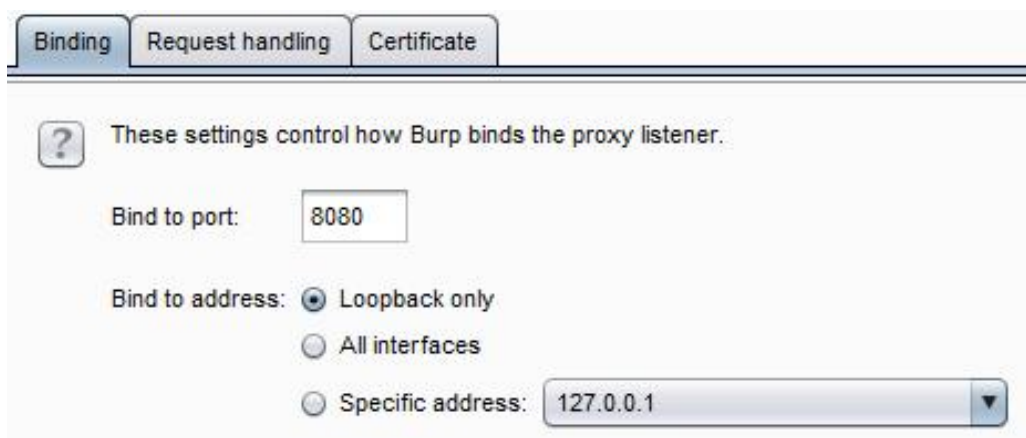 Binding Request handling Certificate
? These settings control how Burp binds the proxy listener.
Bind to port: 8080
Bind to address: Loopback only
All interfaces
Specific address: 127.0.0.1